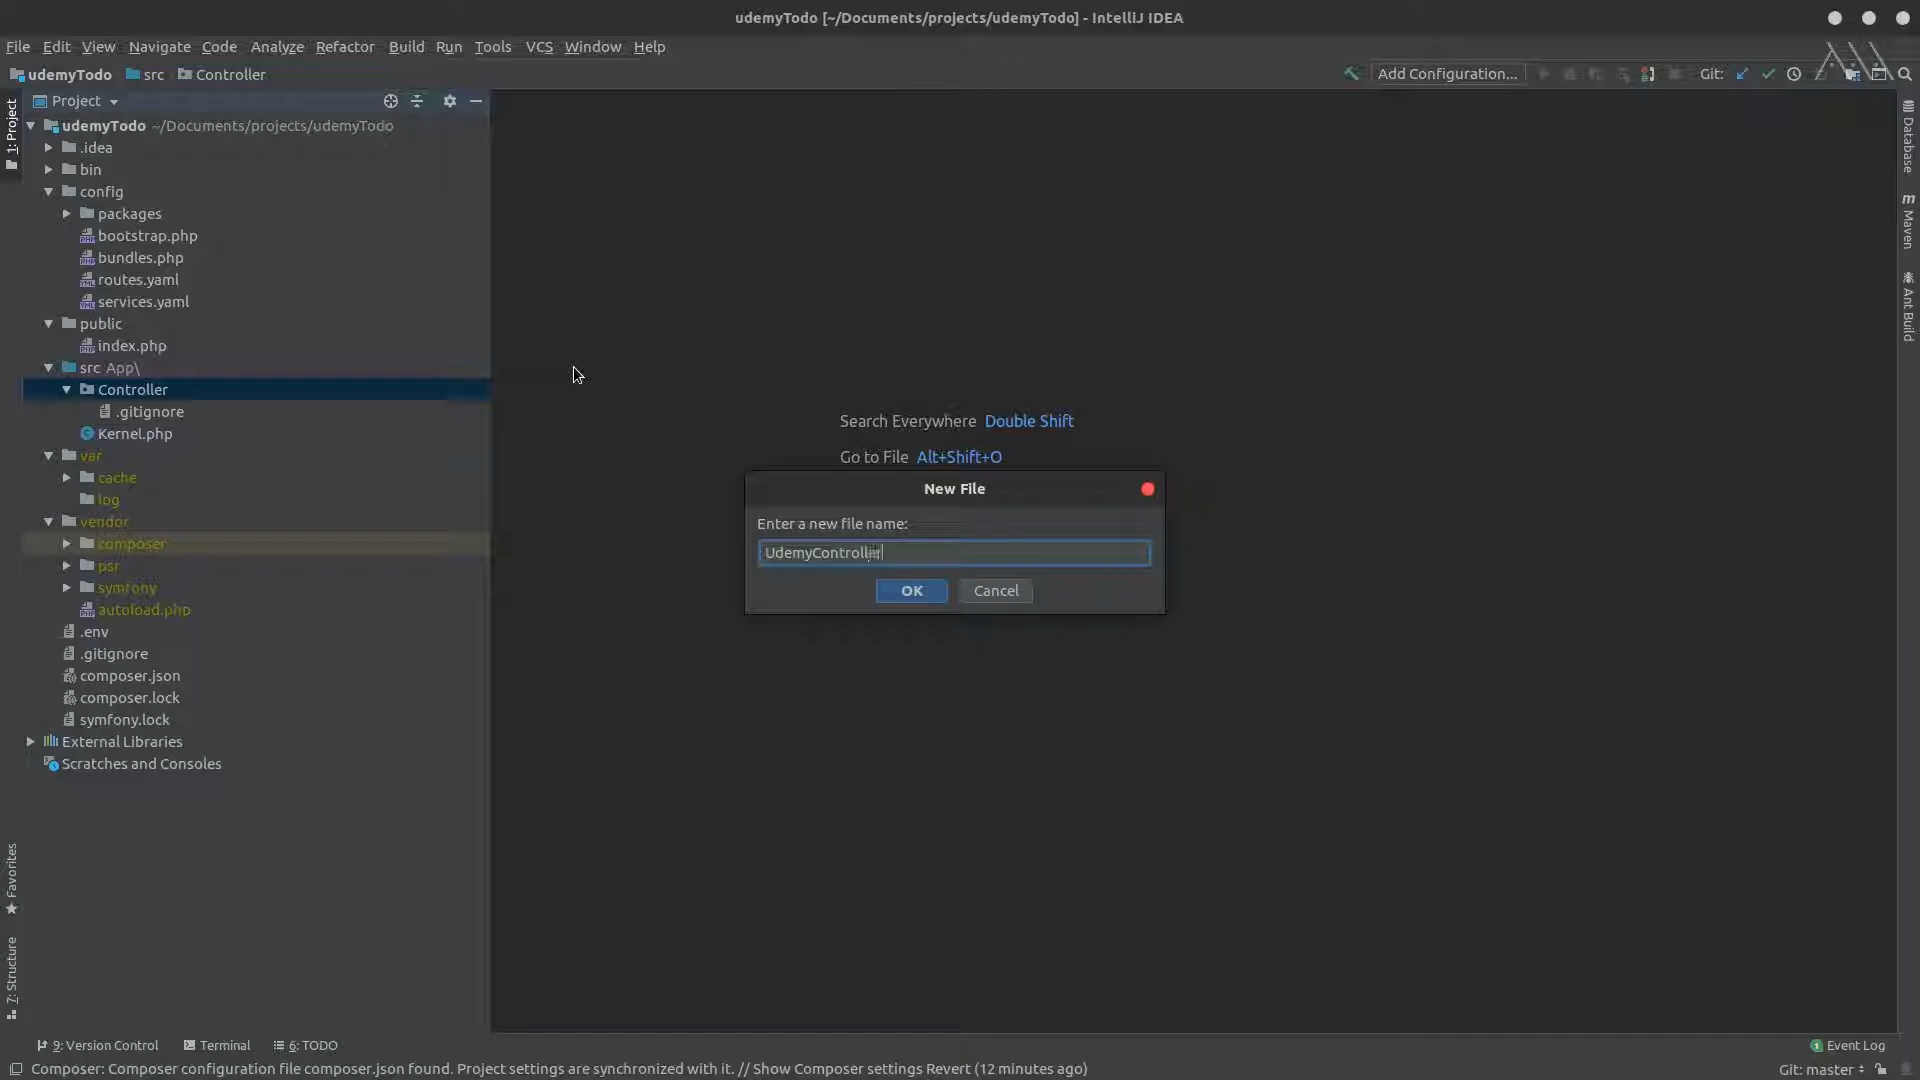 udemyTodo [~/Documents/projects/udemyTodo] - IntelliJ IDEA
File Edit View Navigate Code Analyze Refactor Build Run Tools VCS Window Help
udemyTodo src Controller
Add Configuration... Git:
Project
1: Project
udemyTodo ~/Documents/projects/udemyTodo
.idea
bin
config
packages
bootstrap.php
bundles.php
routes.yaml
services.yaml
public
index.php
src App\
Controller
.gitignore
Kernel.php
var
cache
log
vendor
composer
psr
symfony
autoload.php
.env
.gitignore
composer.json
composer.lock
symfony.lock
External Libraries
Scratches and Consoles
Search Everywhere Double Shift
Go to File Alt+Shift+O
New File
Enter a new file name:
UdemyController
OK Cancel
Database
Maven
Ant Build
Favorites
7: Structure
9: Version Control Terminal 6: TODO
1 Event Log
Composer: Composer configuration file composer.json found. Project settings are synchronized with it. // Show Composer settings Revert (12 minutes ago)
Git: master